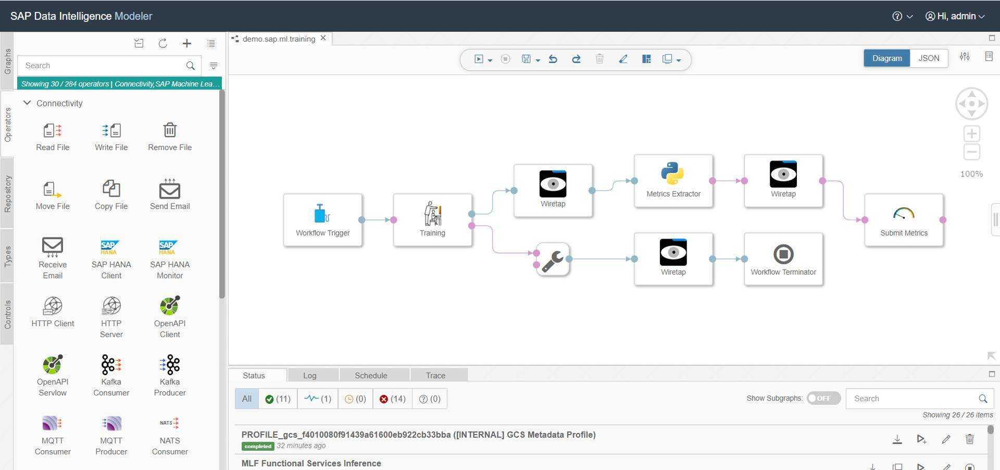 SAP Data Intelligence Modeler
Hi, admin
Graphs
Operators
Repository
Types
Controls
Search
Showing 30 / 284 operators | Connectivity,SAP Machine Lea...
Connectivity
Read File
Write File
Remove File
Move File
Copy File
Send Email
Receive
Email
SAP HANA
SAP HANA
Client
SAP HANA
SAP HANA
Monitor
HTTP
HTTP Client
HTTP
Server
OpenAPI
Client
OpenAPI
Servlow
Kafka
Consumer
Kafka
Producer
MQTT
Consumer
MQTT
Producer
NATS
NATS
Consumer
demo.sap.ml.training
Diagram
JSON
100%
Workflow Trigger
Training
Wiretap
Metrics Extractor
Wiretap
Submit Metrics
Wiretap
Workflow Terminator
Status
Log
Schedule
Trace
All
(11)
(1)
(0)
(14)
(0)
Show Subgraphs:
OFF
Search
Showing 26 / 26 items
PROFILE_gcs_f4010080f91439a61600eb922cb33bba ([INTERNAL] GCS Metadata Profile)
completed 32 minutes ago
MLF Functional Services Inference